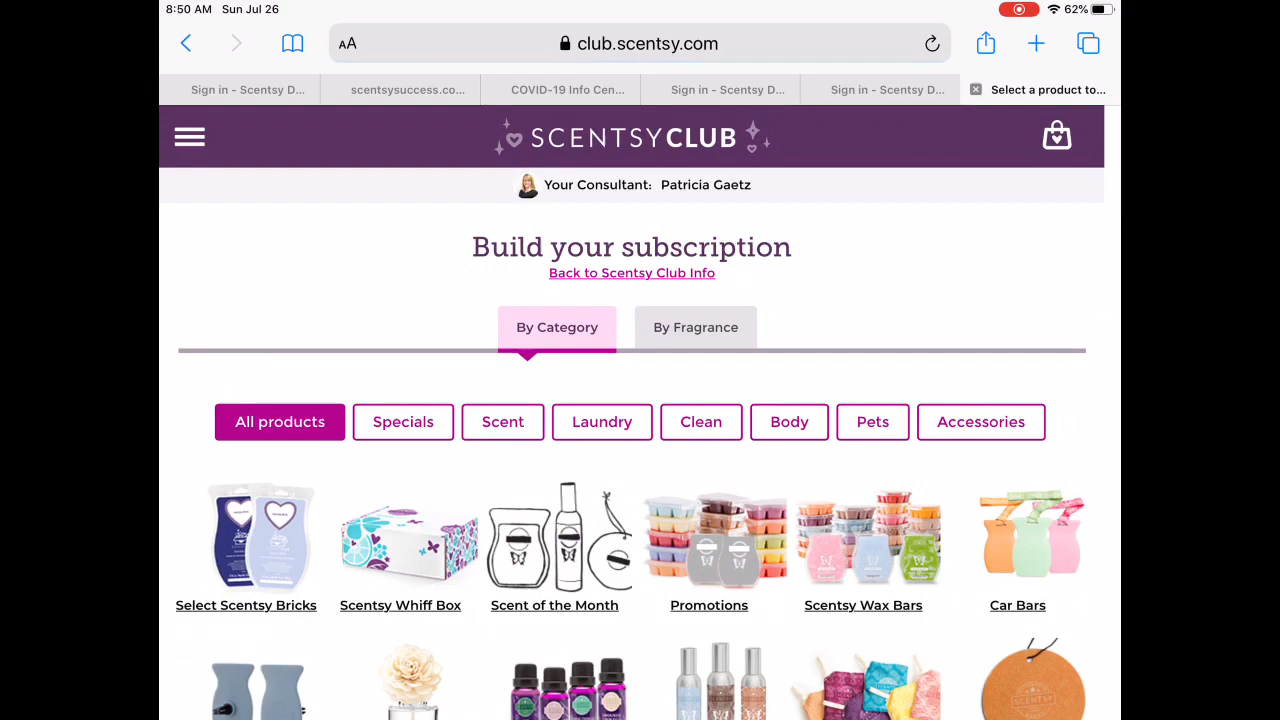 8:50 AM Sun Jul 26
62%
AA
club.scentsy.com
Sign in - Scentsy D...
scentsysuccess.co...
COVID-19 Info Cen...
Sign in - Scentsy D...
Sign in - Scentsy D...
Select a product to...
SCENTSYCLUB
Your Consultant: Patricia Gaetz
Build your subscription
Back to Scentsy Club Info
By Category
By Fragrance
All products
Specials
Scent
Laundry
Clean
Body
Pets
Accessories
Select Scentsy Bricks
Scentsy Whiff Box
Scent of the Month
Promotions
Scentsy Wax Bars
Car Bars